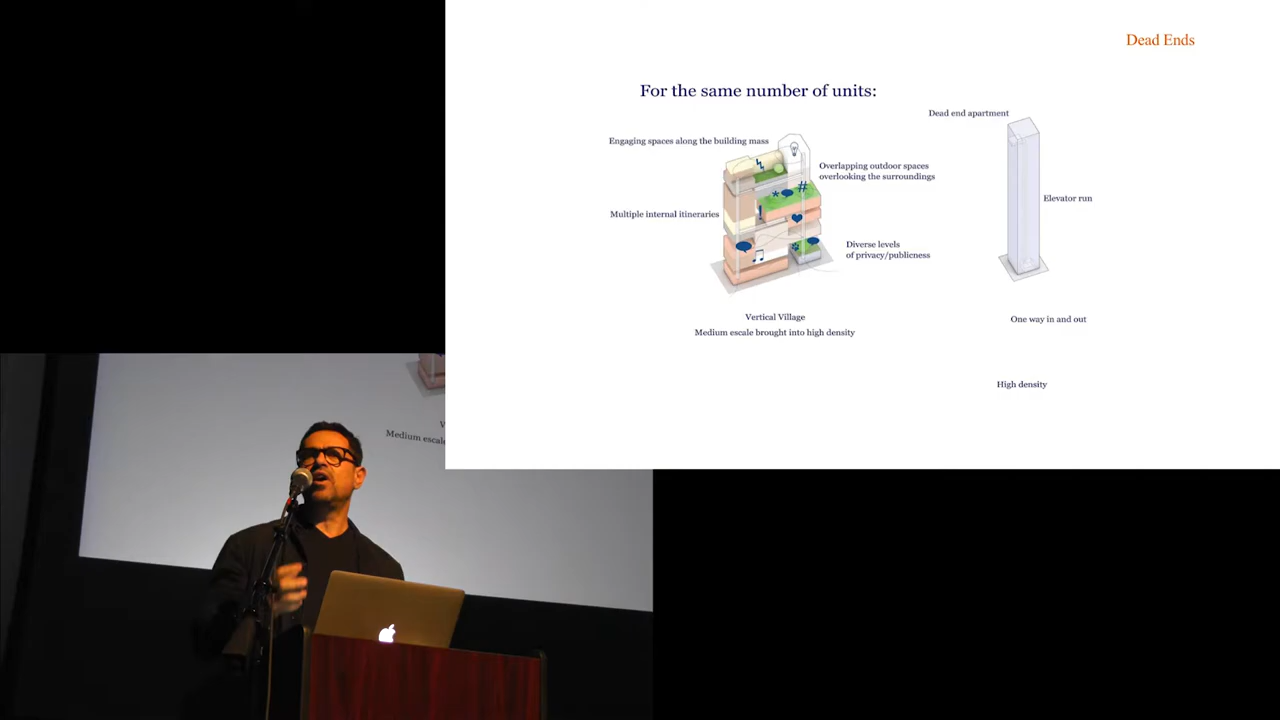 Dead Ends
For the same number of units:
Dead end apartment
Engaging spaces along the building mass
Overlapping outdoor spaces
overlooking the surroundings
Elevator run
Multiple internal itineraries
#
*
Diverse levels
of privacy/publicness
Vertical Village
Medium escale brought into high density
One way in and out
High density
V
Medium escale